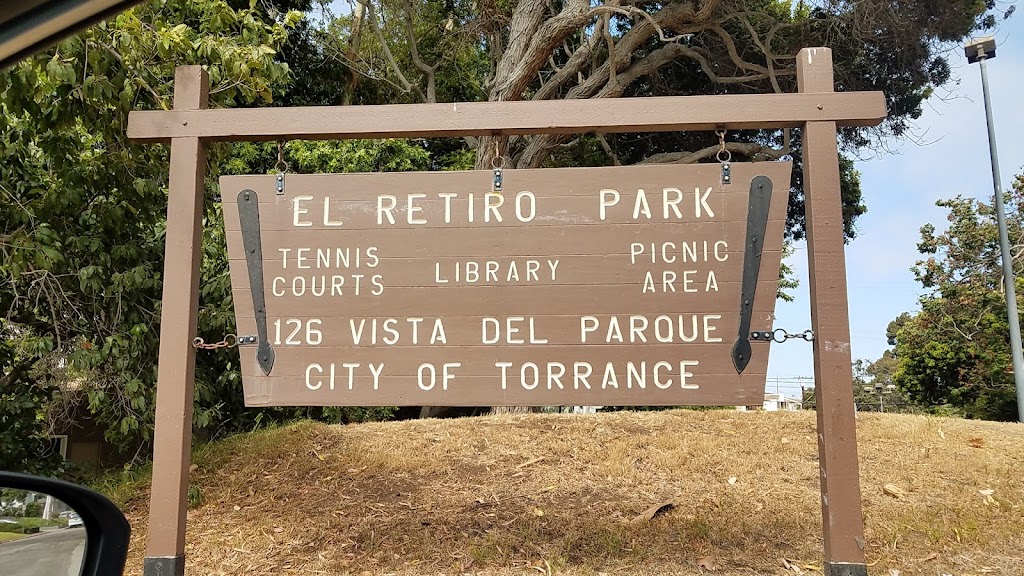 EL RETIRO PARK
TENNIS
COURTS
LIBRARY
PICNIC
AREA
126 VISTA DEL PARQUE
CITY OF TORRANCE